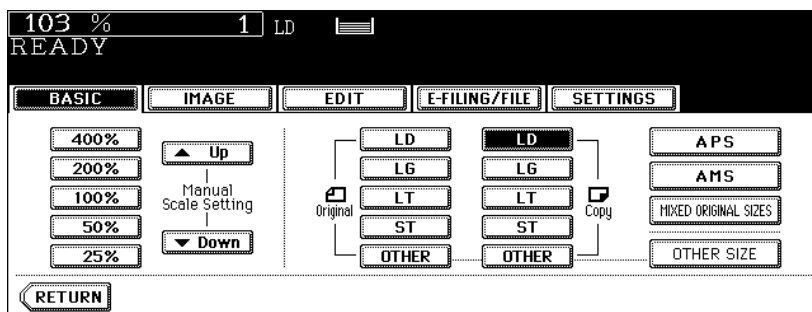 103 % 1 LD
READY
BASIC IMAGE EDIT E-FILING/FILE SETTINGS
400% Up LD LD APS
200% LG LG AMS
100% Manual Scale Setting Original LT LT Copy MIXED ORIGINAL SIZES
50% ST ST
25% Down OTHER OTHER OTHER SIZE
RETURN